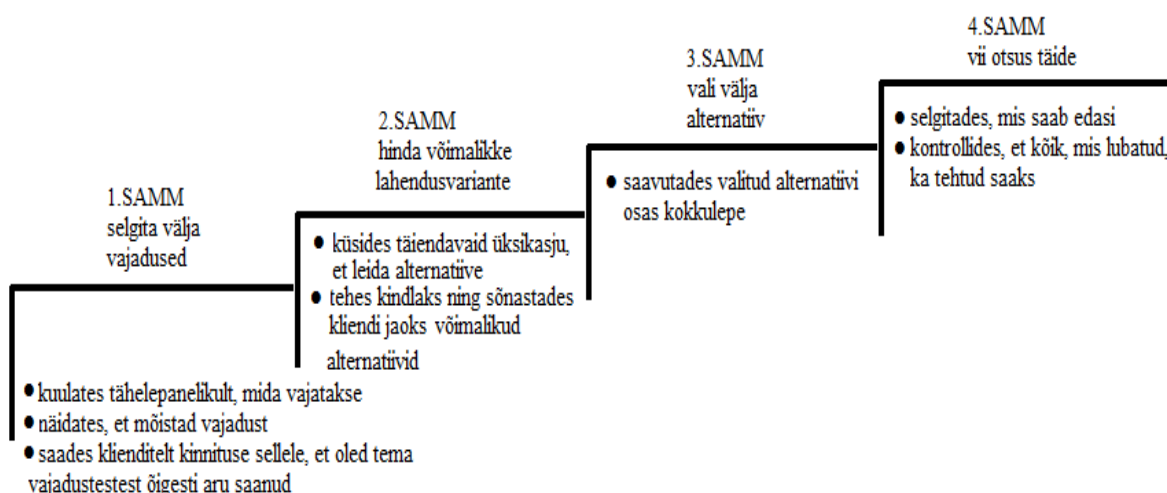 1.SAMM
selgita välja
vajadused
● kuulates tähelepanelikult, mida vajatakse
● näidates, et mõistad vajadust
● saades klienditelt kinnituse sellele, et oled tema
vajadustestest õigesti aru saanud
2.SAMM
hinda võimalikke
lahendusvariante
● küsides täiendavaid üksikasju,
et leida alternatiive
● tehes kindlaks ning sõnastades
kliendi jaoks võimalikud
alternatiivid
3.SAMM
vali välja
alternatiiv
● saavutades valitud alternatiivi
osas kokkulepe
4.SAMM
vii otsus täide
● selgitades, mis saab edasi
● kontrollides, et kõik, mis lubatud,
ka tehtud saaks